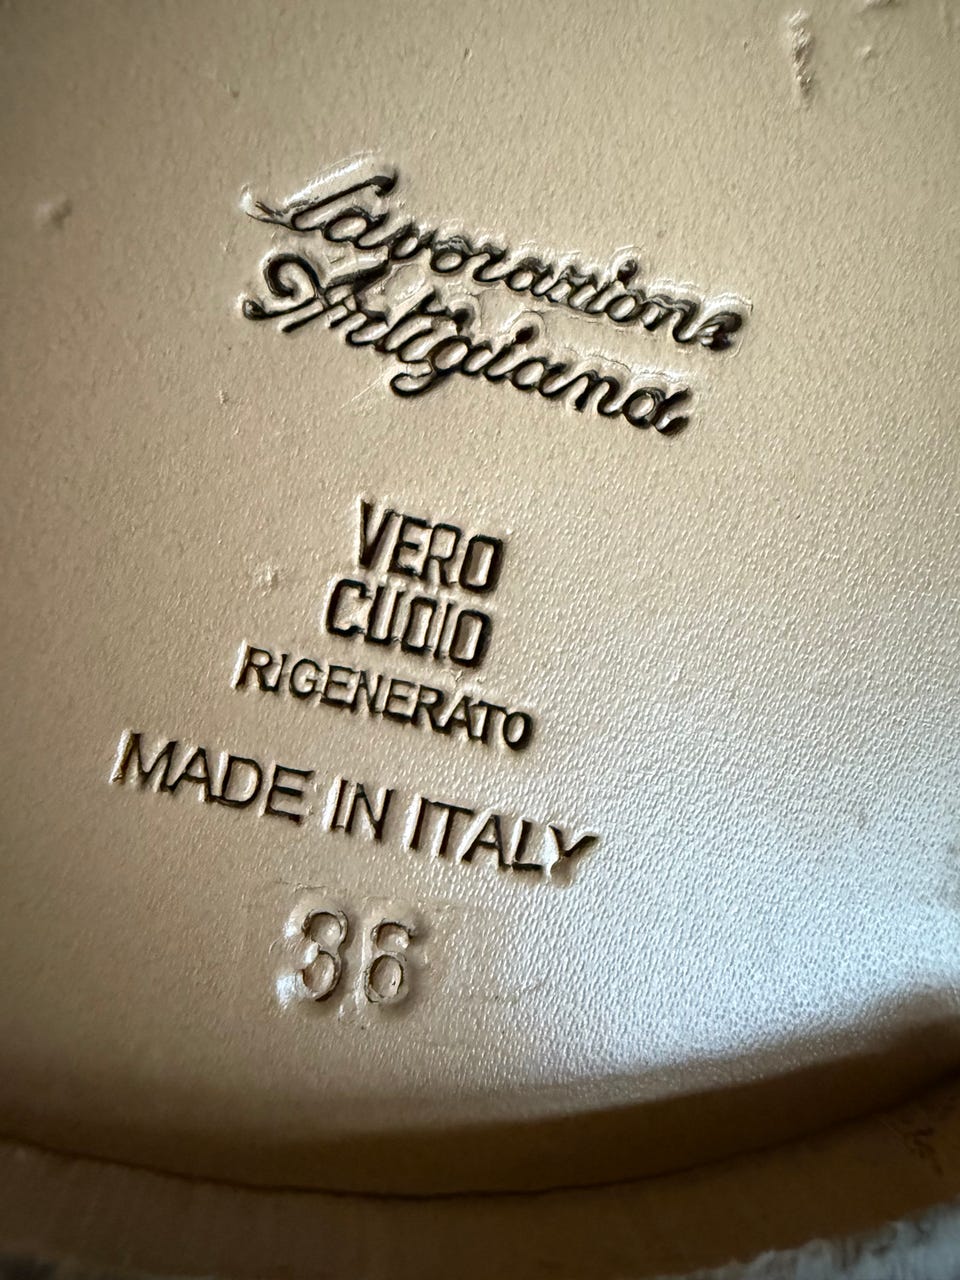 Lavorazione
Artigiana
VERO
CUOIO
RIGENERATO
MADE IN ITALY
36